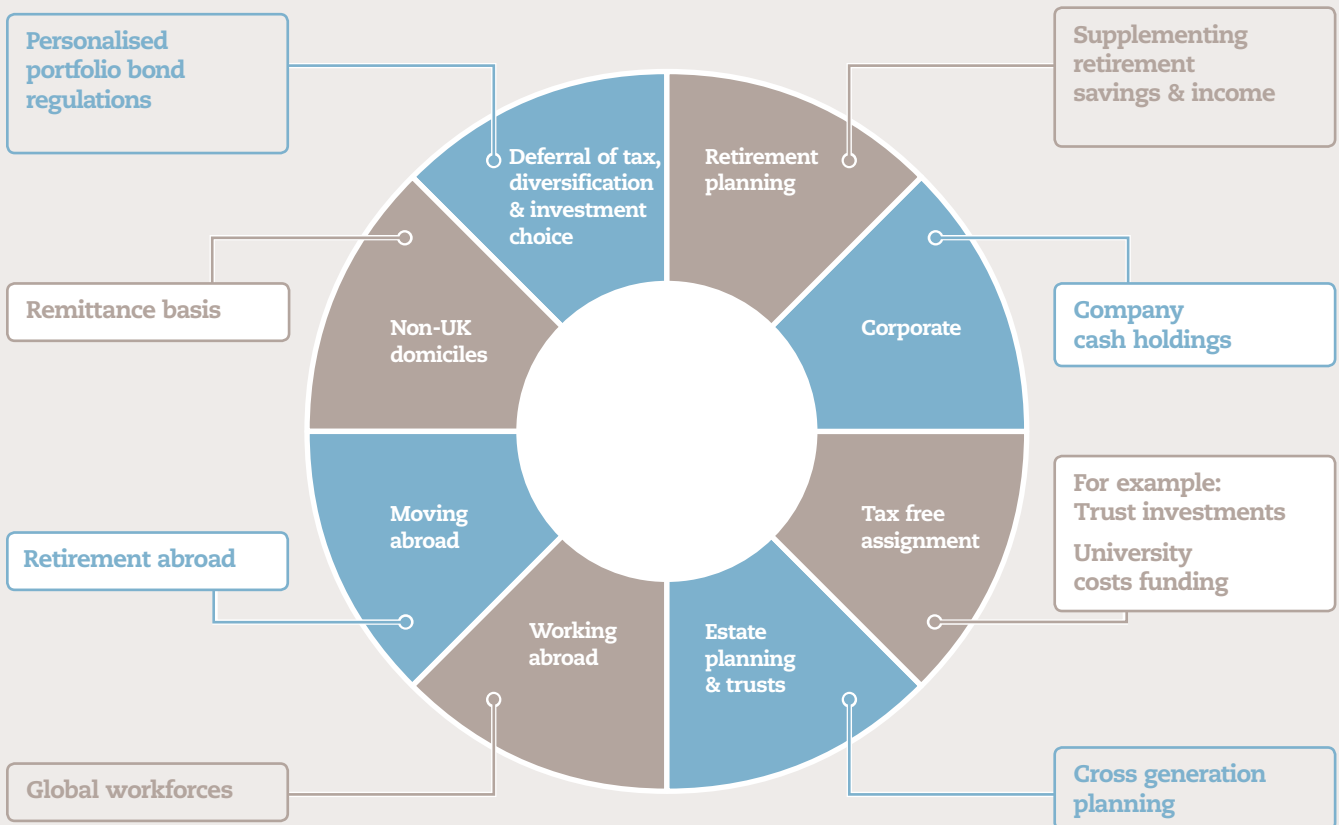 Personalised
portfolio bond
regulations
Supplementing
retirement
savings & income
Deferral of tax,
diversification
& investment
choice
Retirement
planning
Remittance basis
Non-UK
domiciles
Corporate
Company
cash holdings
Retirement abroad
Moving
abroad
Tax free
assignment
For example:
Trust investments
University
costs funding
Working
abroad
Estate
planning
& trusts
Global workforces
Cross generation
planning